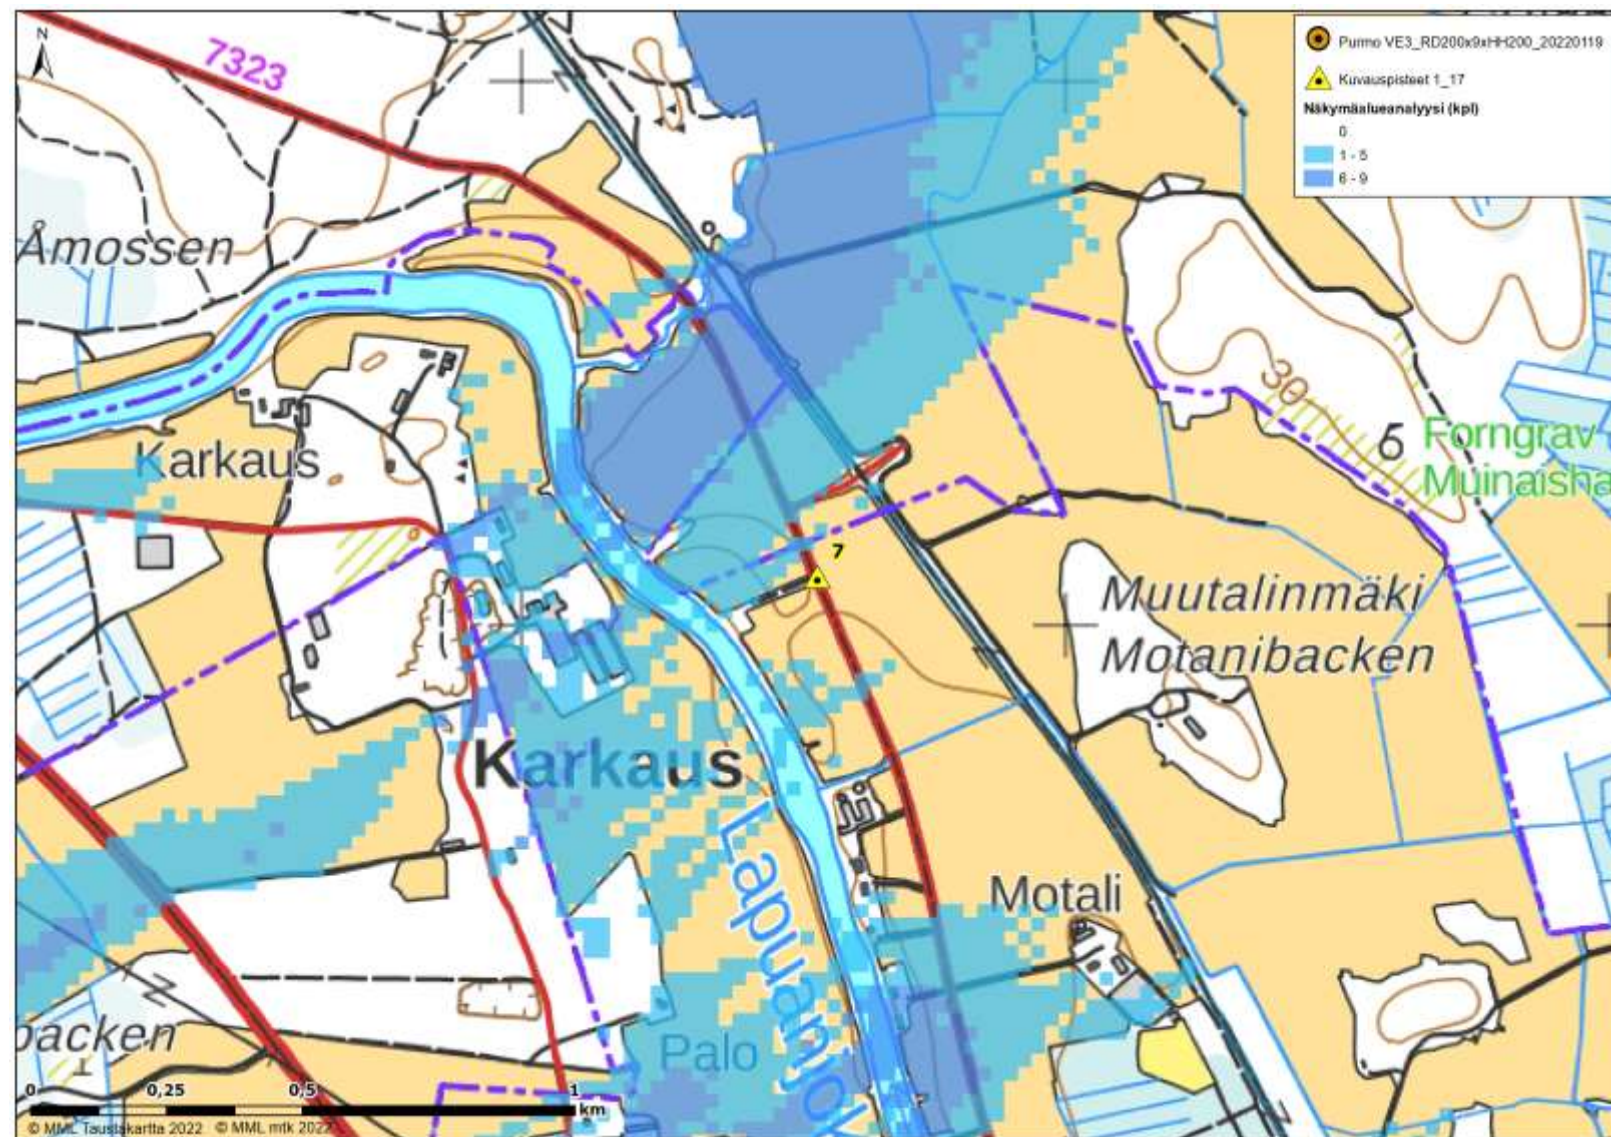 N
7323
Purmo VE3_RD200x9xHH200_20220119
Kuvauspisteet 1_17
Näkymäalueanalyysi (kpl)
0
1 - 5
6 - 9
Åmossen
Karkaus
30
6
Forngrav
Muinaisha
7
Muutalinmäki
Motanibacken
Karkaus
Lapuanjok
Motali
backen
Palo
0 0,25 0,5 1
km
© MML Taustakartta 2022 © MML mtk 2022